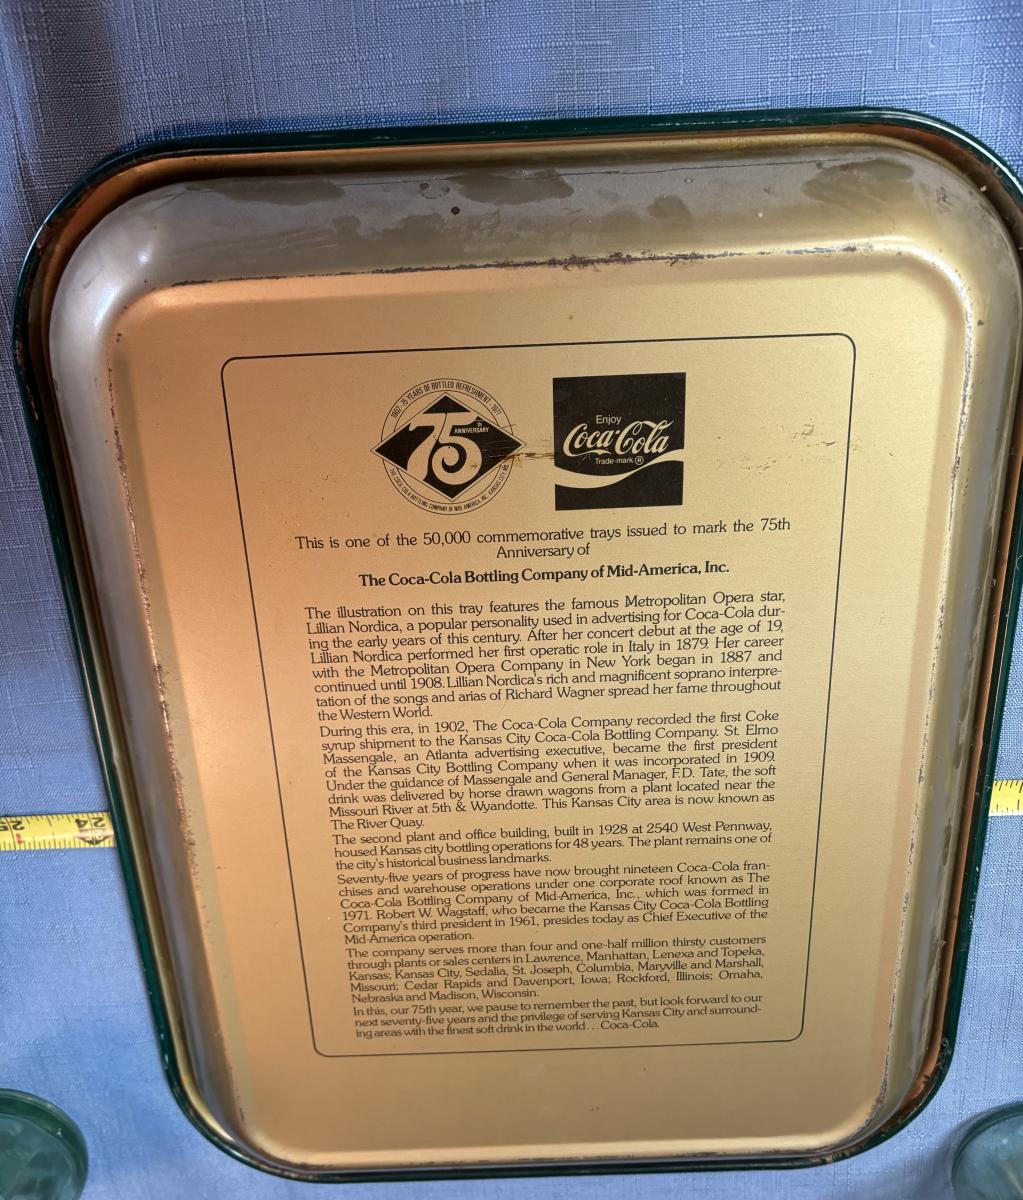 1902-75 YEARS OF BOTTLED REFRESHMENT-1977
75th
ANNIVERSARY
THE COCA-COLA BOTTLING COMPANY OF MID-AMERICA, INC. KANSAS CITY, MO.
Enjoy
Coca-Cola
Trade-mark ®
This is one of the 50,000 commemorative trays issued to mark the 75th
Anniversary of
The Coca-Cola Bottling Company of Mid-America, Inc.
The illustration on this tray features the famous Metropolitan Opera star,
Lillian Nordica, a popular personality used in advertising for Coca-Cola dur-
ing the early years of this century. After her concert debut at the age of 19,
Lillian Nordica performed her first operatic role in Italy in 1879. Her career
with the Metropolitan Opera Company in New York began in 1887 and
continued until 1908. Lillian Nordica's rich and magnificent soprano interpre-
tation of the songs and arias of Richard Wagner spread her fame throughout
the Western World.
During this era, in 1902, The Coca-Cola Company recorded the first Coke
syrup shipment to the Kansas City Coca-Cola Bottling Company. St. Elmo
Massengale, an Atlanta advertising executive, became the first president
of the Kansas City Bottling Company when it was incorporated in 1909.
Under the guidance of Massengale and General Manager, F.D. Tate, the soft
drink was delivered by horse drawn wagons from a plant located near the
Missouri River at 5th & Wyandotte. This Kansas City area is now known as
The River Quay.
The second plant and office building, built in 1928 at 2540 West Pennway,
housed Kansas city bottling operations for 48 years. The plant remains one of
the city's historical business landmarks.
Seventy-five years of progress have now brought nineteen Coca-Cola fran-
chises and warehouse operations under one corporate roof known as The
Coca-Cola Bottling Company of Mid-America, Inc., which was formed in
1971. Robert W. Wagstaff, who became the Kansas City Coca-Cola Bottling
Company's third president in 1961, presides today as Chief Executive of the
Mid-America operation.
The company serves more than four and one-half million thirsty customers
through plants or sales centers in Lawrence, Manhattan, Lenexa and Topeka,
Kansas; Kansas City, Sedalia, St. Joseph, Columbia, Maryville and Marshall,
Missouri; Cedar Rapids and Davenport, Iowa; Rockford, Illinois; Omaha,
Nebraska and Madison, Wisconsin.
In this, our 75th year, we pause to remember the past, but look forward to our
next seventy-five years and the privilege of serving Kansas City and surround-
ing areas with the finest soft drink in the world...Coca-Cola.
25 24